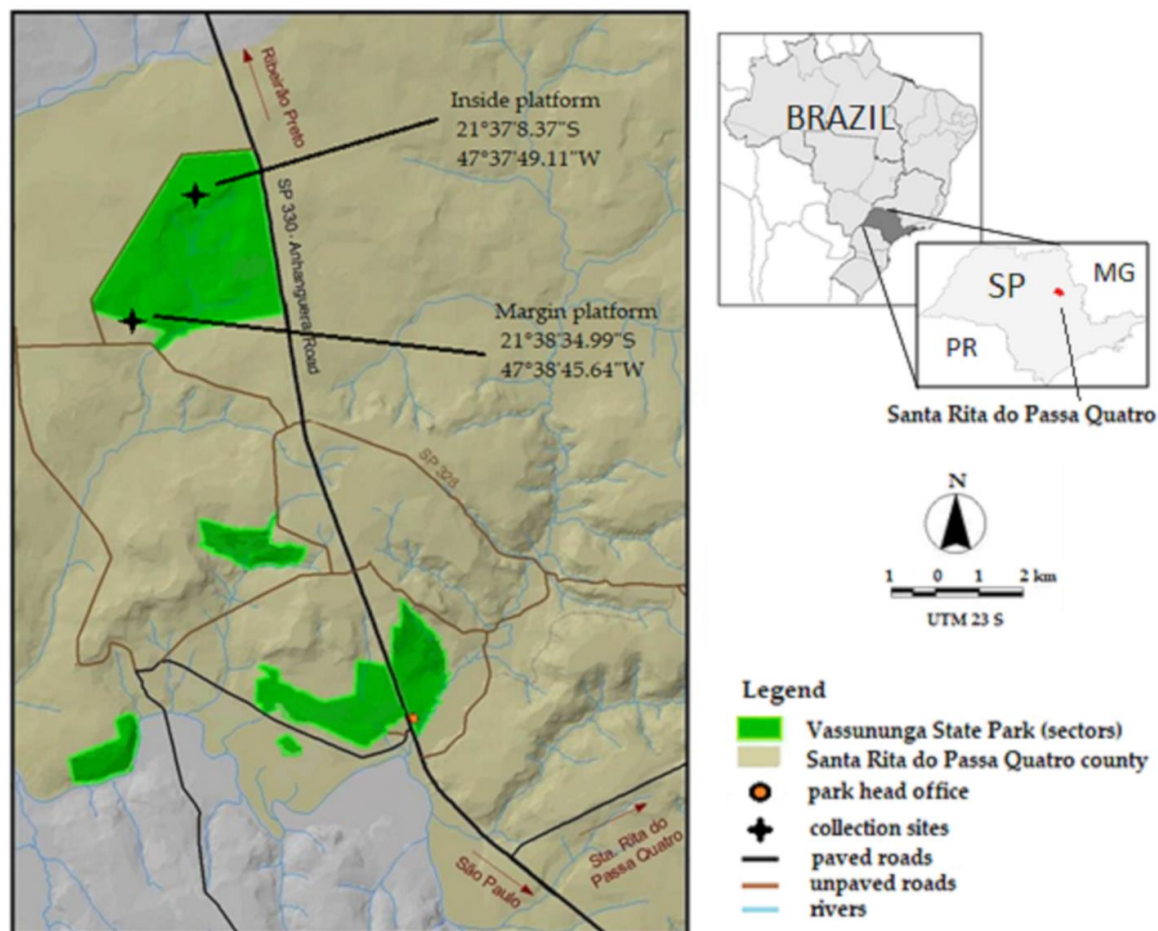 Ribeirão Preto
Inside platform
21°37'8.37"S
47°37'49.11"W
SP 330 - Anhanguera Road
Margin platform
21°38'34.99"S
47°38'45.64"W
SP 328
Sta. Rita do
Passa Quatro
São Paulo
BRAZIL
SP
MG
PR
Santa Rita do Passa Quatro
N
1 0 1 2 km
UTM 23 S
Legend
Vassununga State Park (sectors)
Santa Rita do Passa Quatro county
park head office
collection sites
paved roads
unpaved roads
rivers